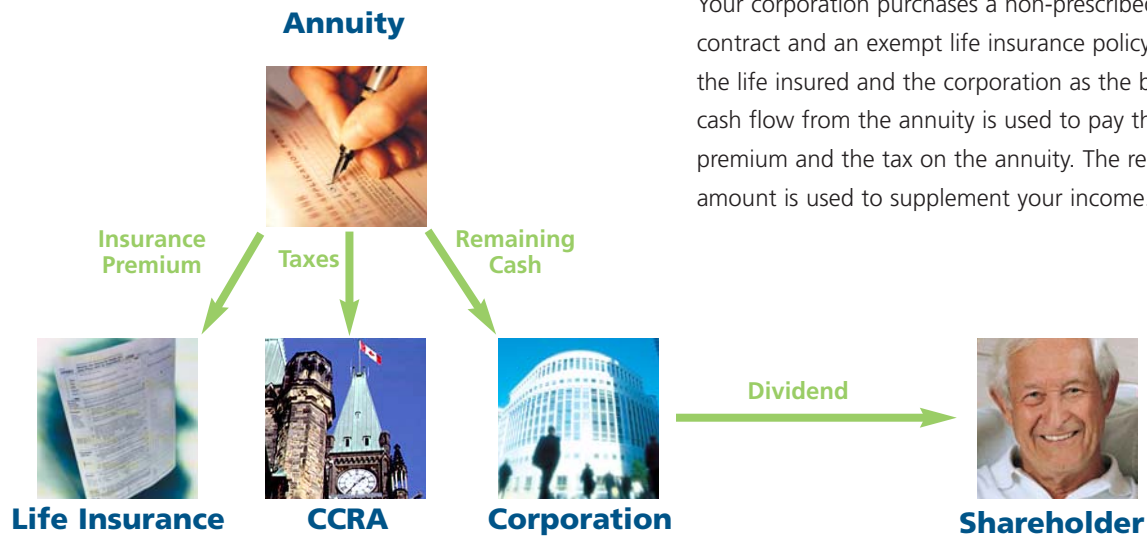 Annuity
Your corporation purchases a non-prescribed
contract and an exempt life insurance policy
the life insured and the corporation as the
cash flow from the annuity is used to pay
premium and the tax on the annuity. The
amount is used to supplement your income
Insurance
Premium
Taxes
Remaining
Cash
Dividend
Life Insurance
CCRA
Corporation
Shareholder